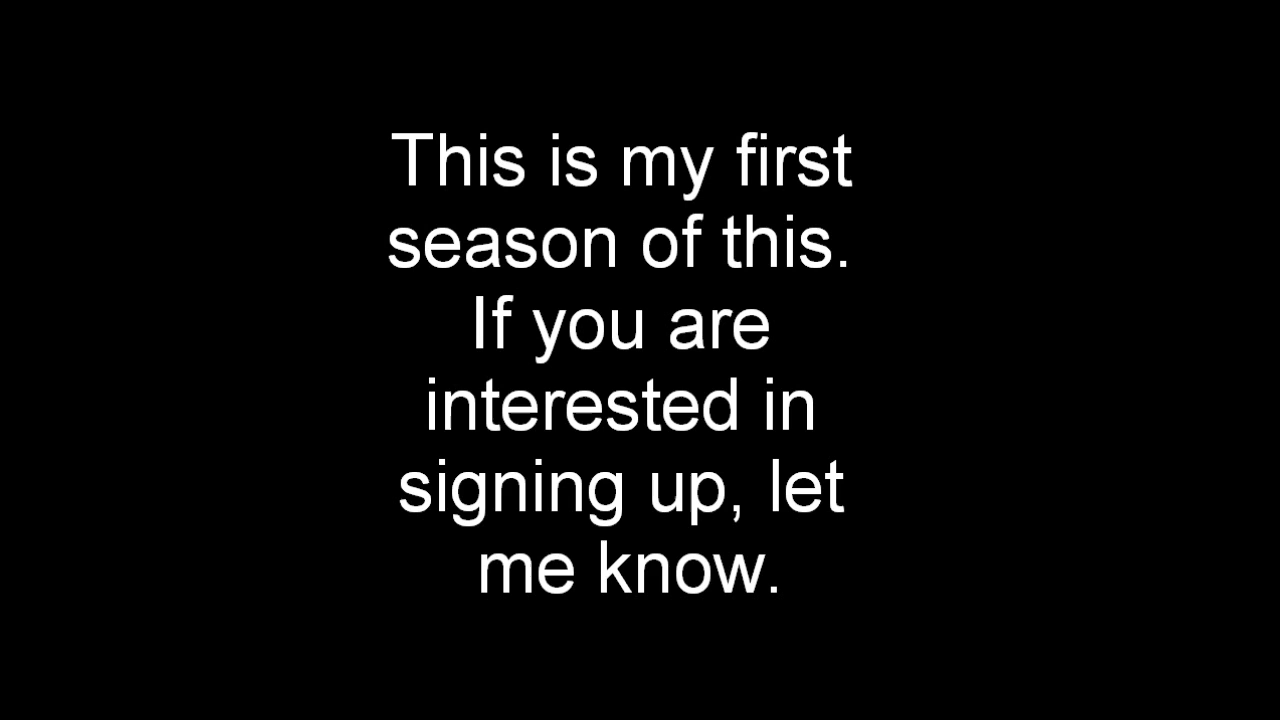 This is my first
season of this.
If you are
interested in
signing up, let
me know.